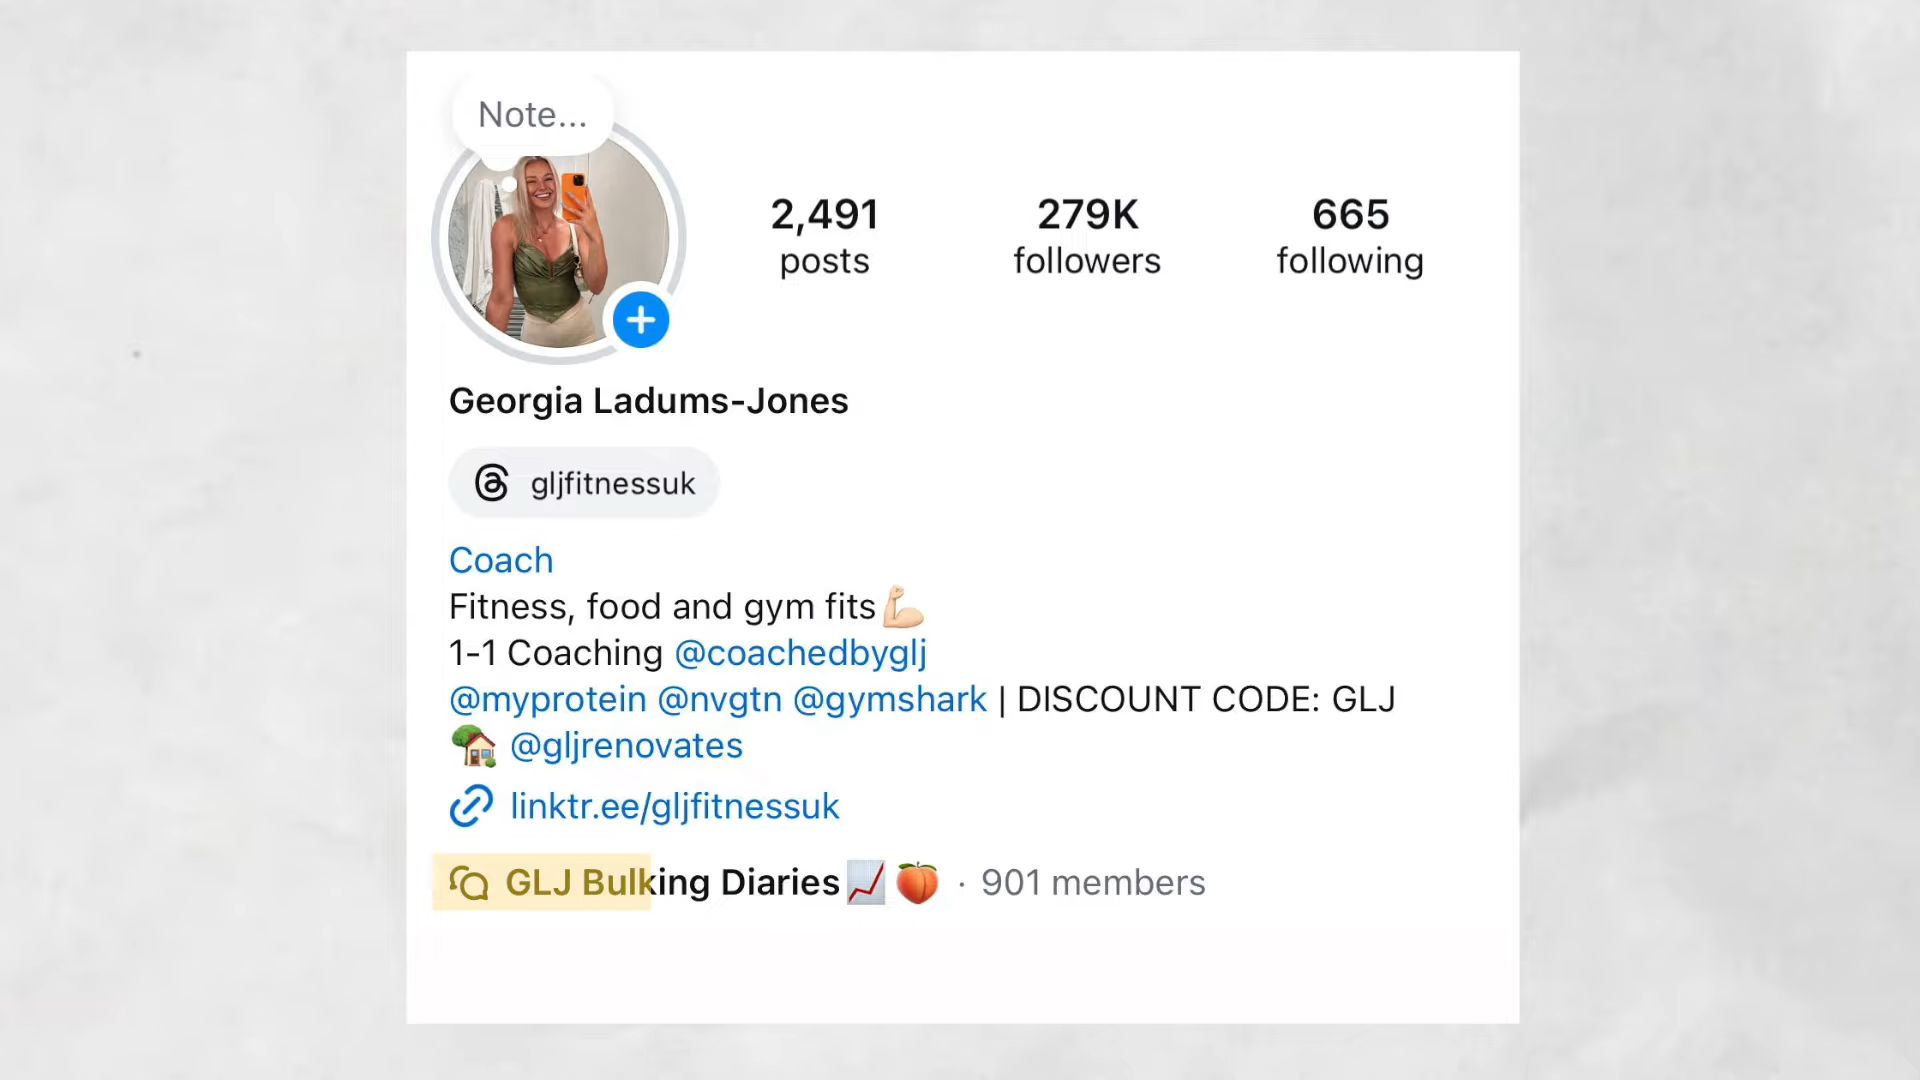 Note...
2,491 279K 665
posts followers following
Georgia Ladums-Jones
gljfitnessuk
Coach
Fitness, food and gym fits💪🏻
1-1 Coaching @coachedbyglj
@myprotein @nvgtn @gymshark | DISCOUNT CODE: GLJ
🏡 @gljrenovates
linktr.ee/gljfitnessuk
GLJ Bulking Diaries📈🍑 · 901 members